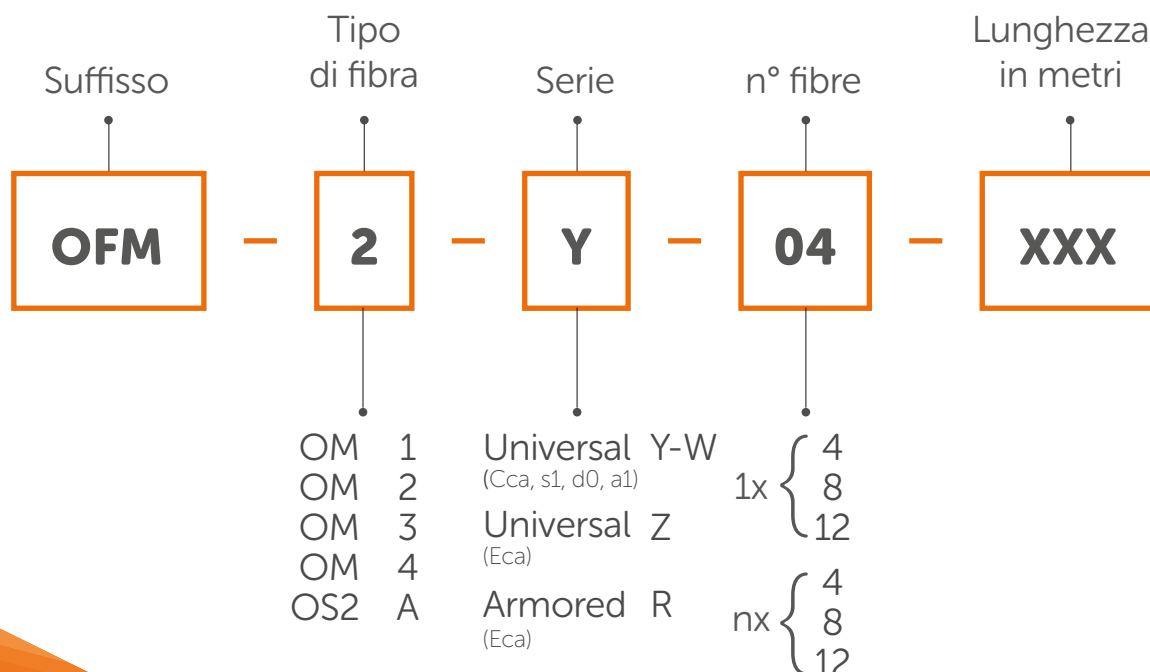 Suffisso
Tipo
di fibra
Serie
n° fibre
Lunghezza
in metri
OFM – 2 – Y – 04 – XXX
OM 1
OM 2
OM 3
OM 4
OS2 A
Universal Y-W
(Cca, s1, d0, a1)
Universal Z
(Eca)
Armored R
(Eca)
1x { 4
8
12
nx { 4
8
12